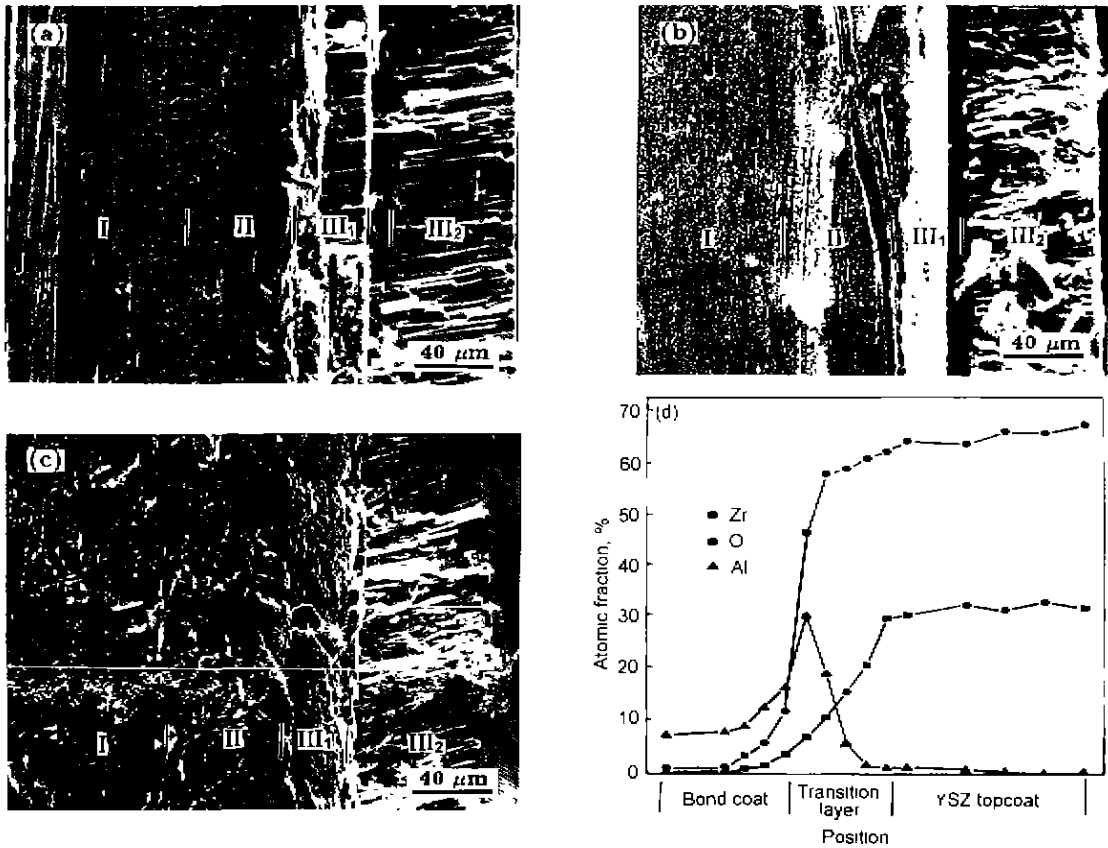 (a)
I II III₁ III₂
40 μm
(b)
I II III₁ III₂
40 μm
(c)
I II III₁ III₂
40 μm
(d)
70
60
50
40
30
20
10
0
Atomic fraction, %
Zr
O
Al
Bond coat
Transition
layer
YSZ topcoat
Position